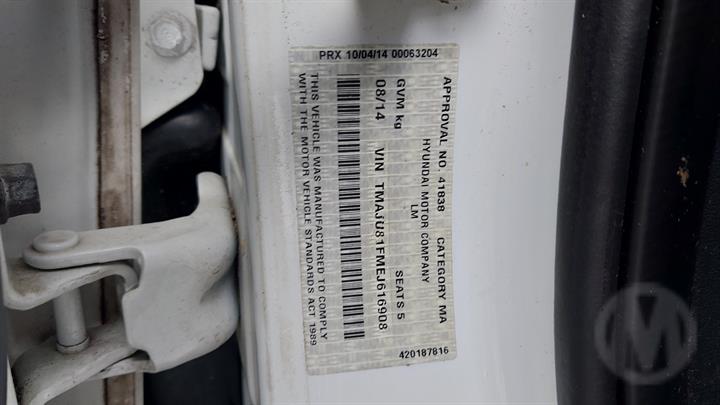 PRX 10/04/14 00063204
APPROVAL NO. 41838 CATEGORY MA
HYUNDAI MOTOR COMPANY
LM
GVM kg SEATS 5
08/14 VIN TMAJU81FMEJ616908
THIS VEHICLE WAS MANUFACTURED TO COMPLY
WITH THE MOTOR VEHICLE STANDARDS ACT 1989
420187816
M